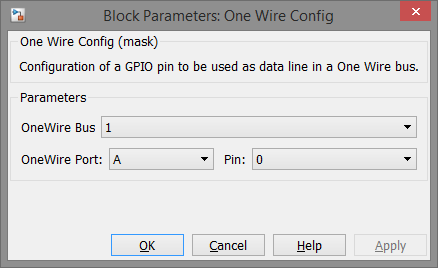 Block Parameters: One Wire Config
One Wire Config (mask)
Configuration of a GPIO pin to be used as data line in a One Wire bus.
Parameters
OneWire Bus 1
OneWire Port: A Pin: 0
OK Cancel Help Apply